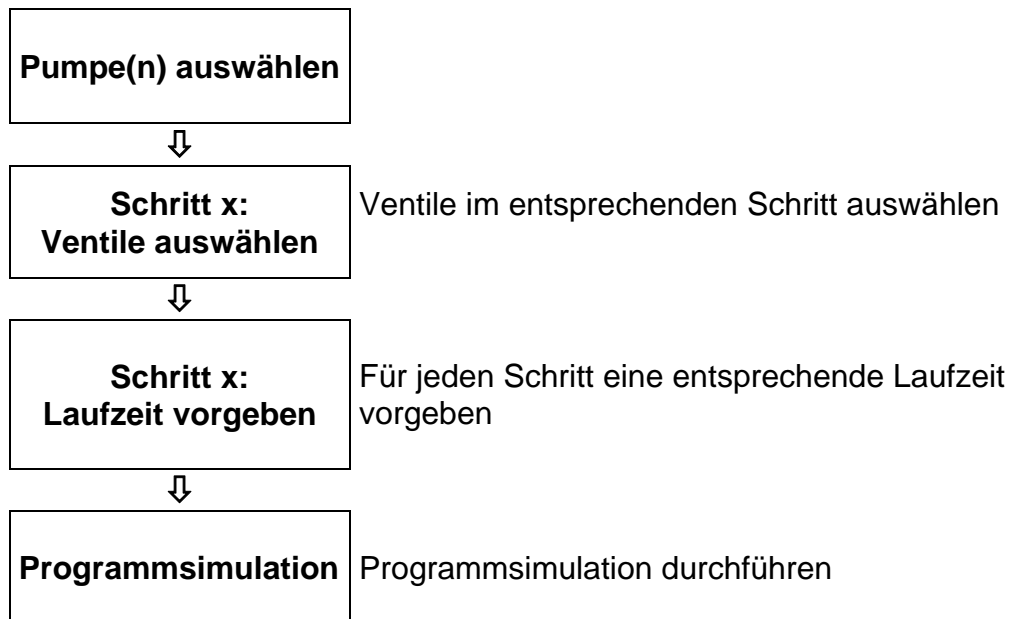 Pumpe(n) auswählen
⇩
Schritt x:
Ventile auswählen
Ventile im entsprechenden Schritt auswählen
⇩
Schritt x:
Laufzeit vorgeben
Für jeden Schritt eine entsprechende Laufzeit
vorgeben
⇩
Programmsimulation
Programmsimulation durchführen